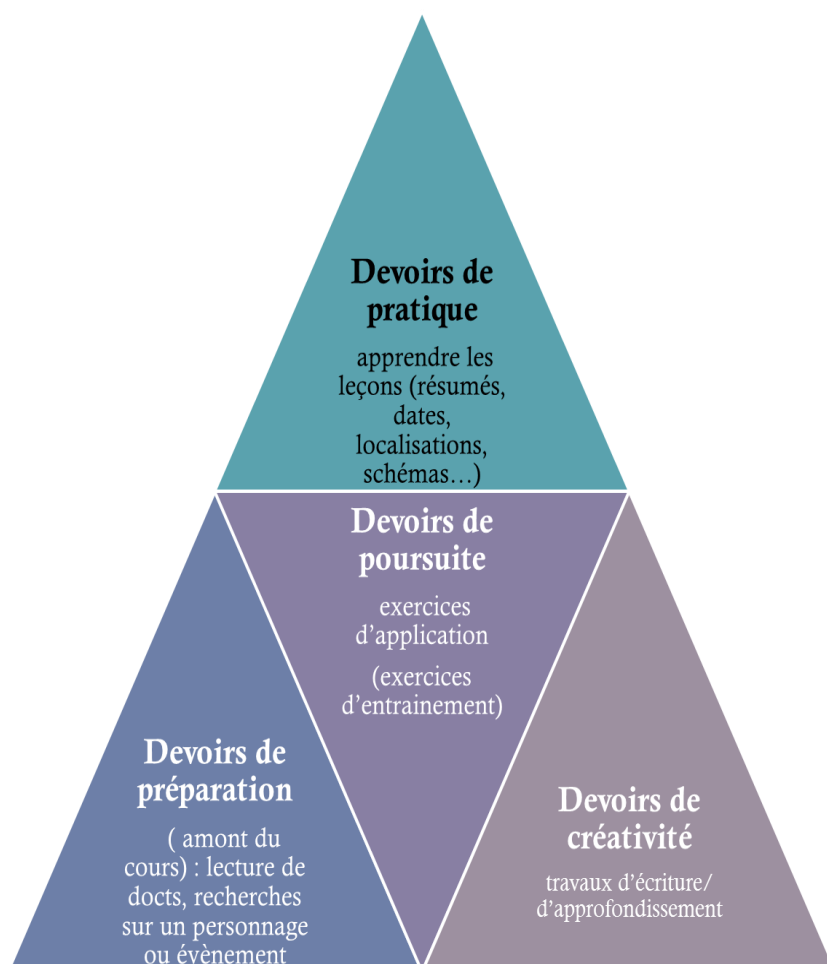 Devoirs de
pratique
apprendre les
leçons (résumés,
dates,
localisations,
schémas…)
Devoirs de
poursuite
exercices
d’application
(exercices
d’entrainement)
Devoirs de
préparation
( amont du
cours) : lecture de
docts, recherches
sur un personnage
ou évènement
Devoirs de
créativité
travaux d’écriture/
d’approfondissement